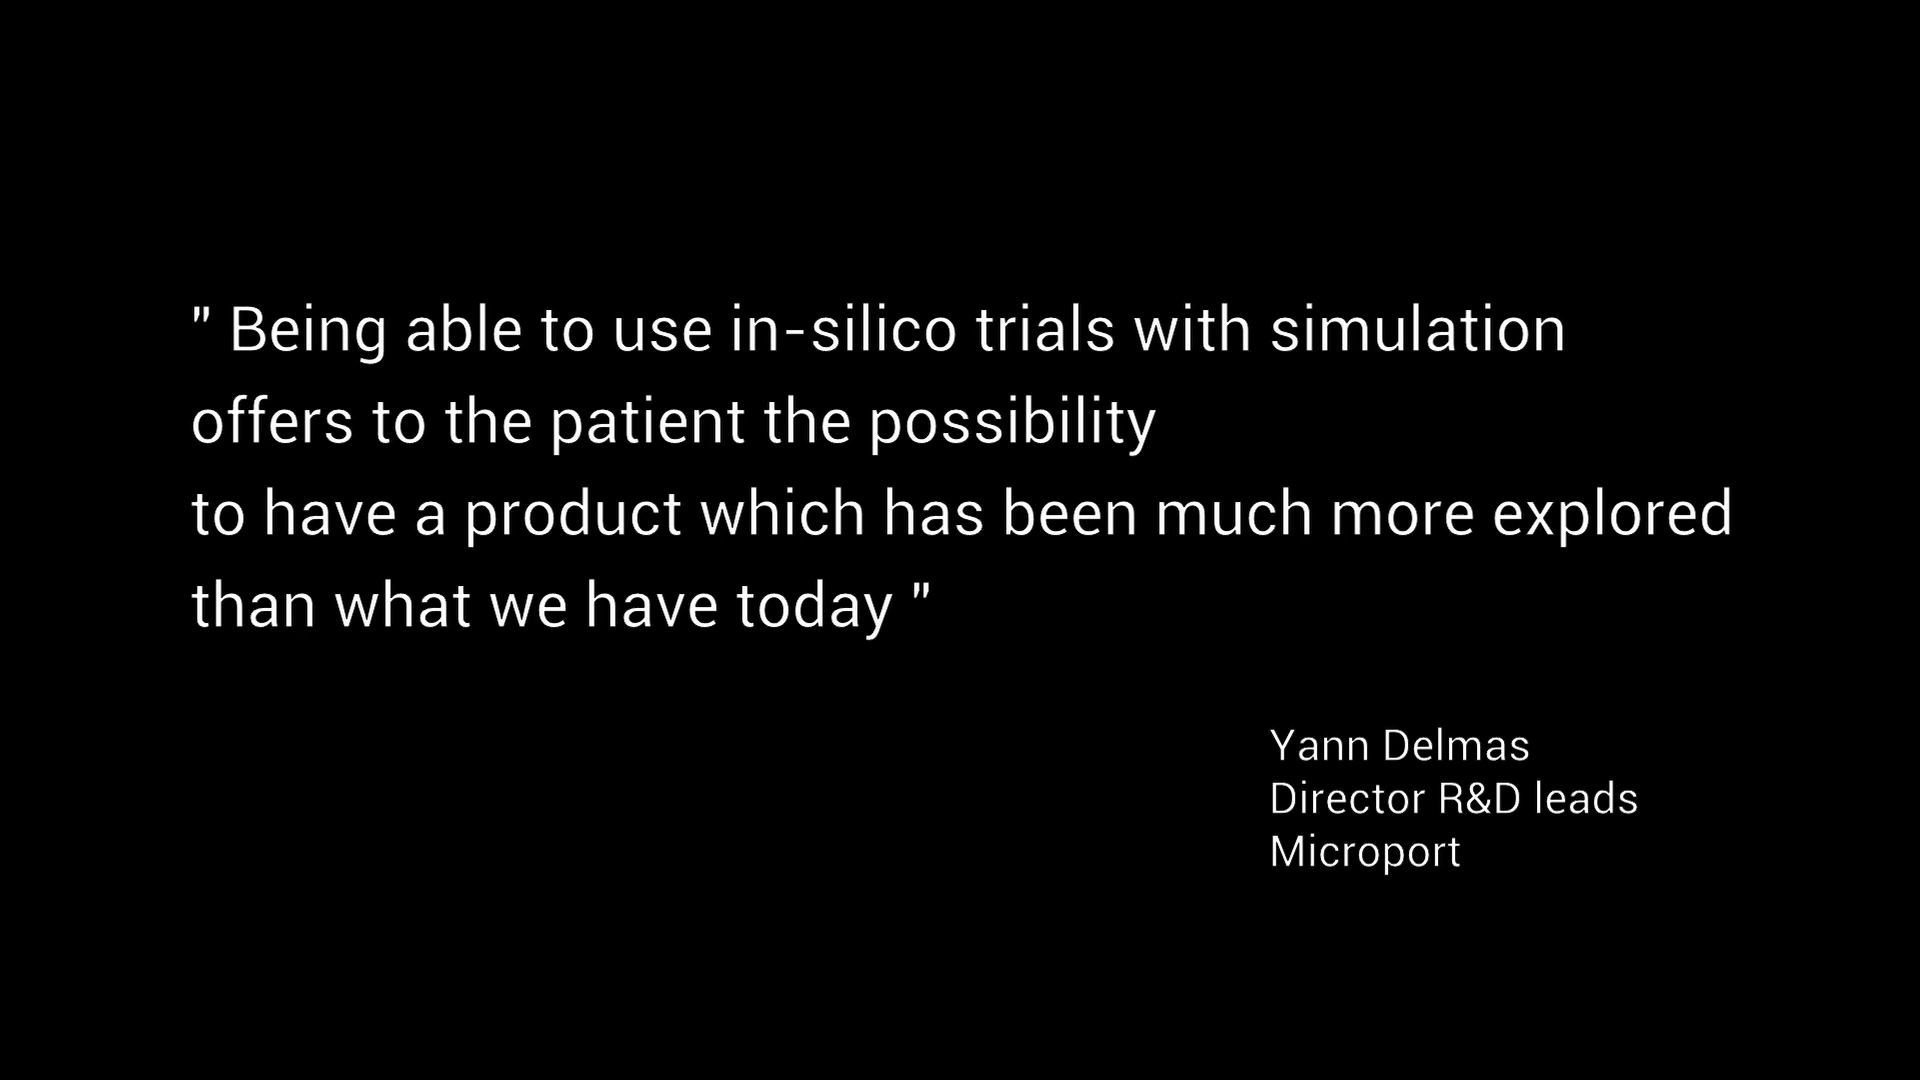 " Being able to use in-silico trials with simulation
offers to the patient the possibility
to have a product which has been much more explored
than what we have today "
Yann Delmas
Director R&D leads
Microport